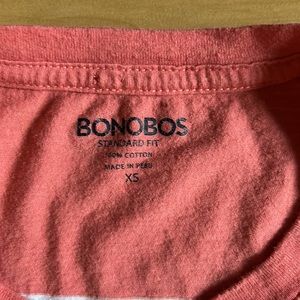 BONOBOS
STANDARD FIT
100% COTTON
MADE IN PERU
XS